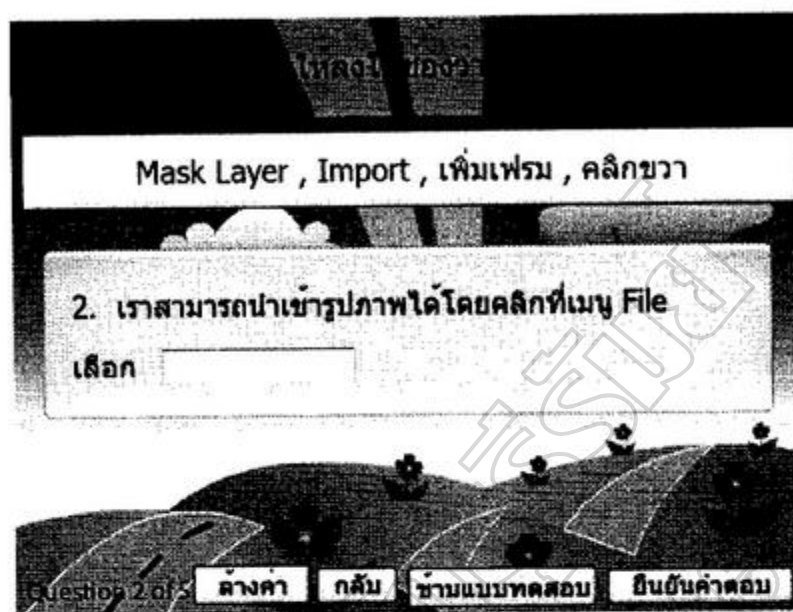 Mask Layer , Import , เพิ่มเฟรม , คลิกขวา
2. เราสามารถนำเข้ารูปภาพได้โดยคลิกที่เมนู File
เลือก
Question 2 of 5 ล้างค่า กลับ ข้ามแบบทดสอบ ยืนยันคำตอบ